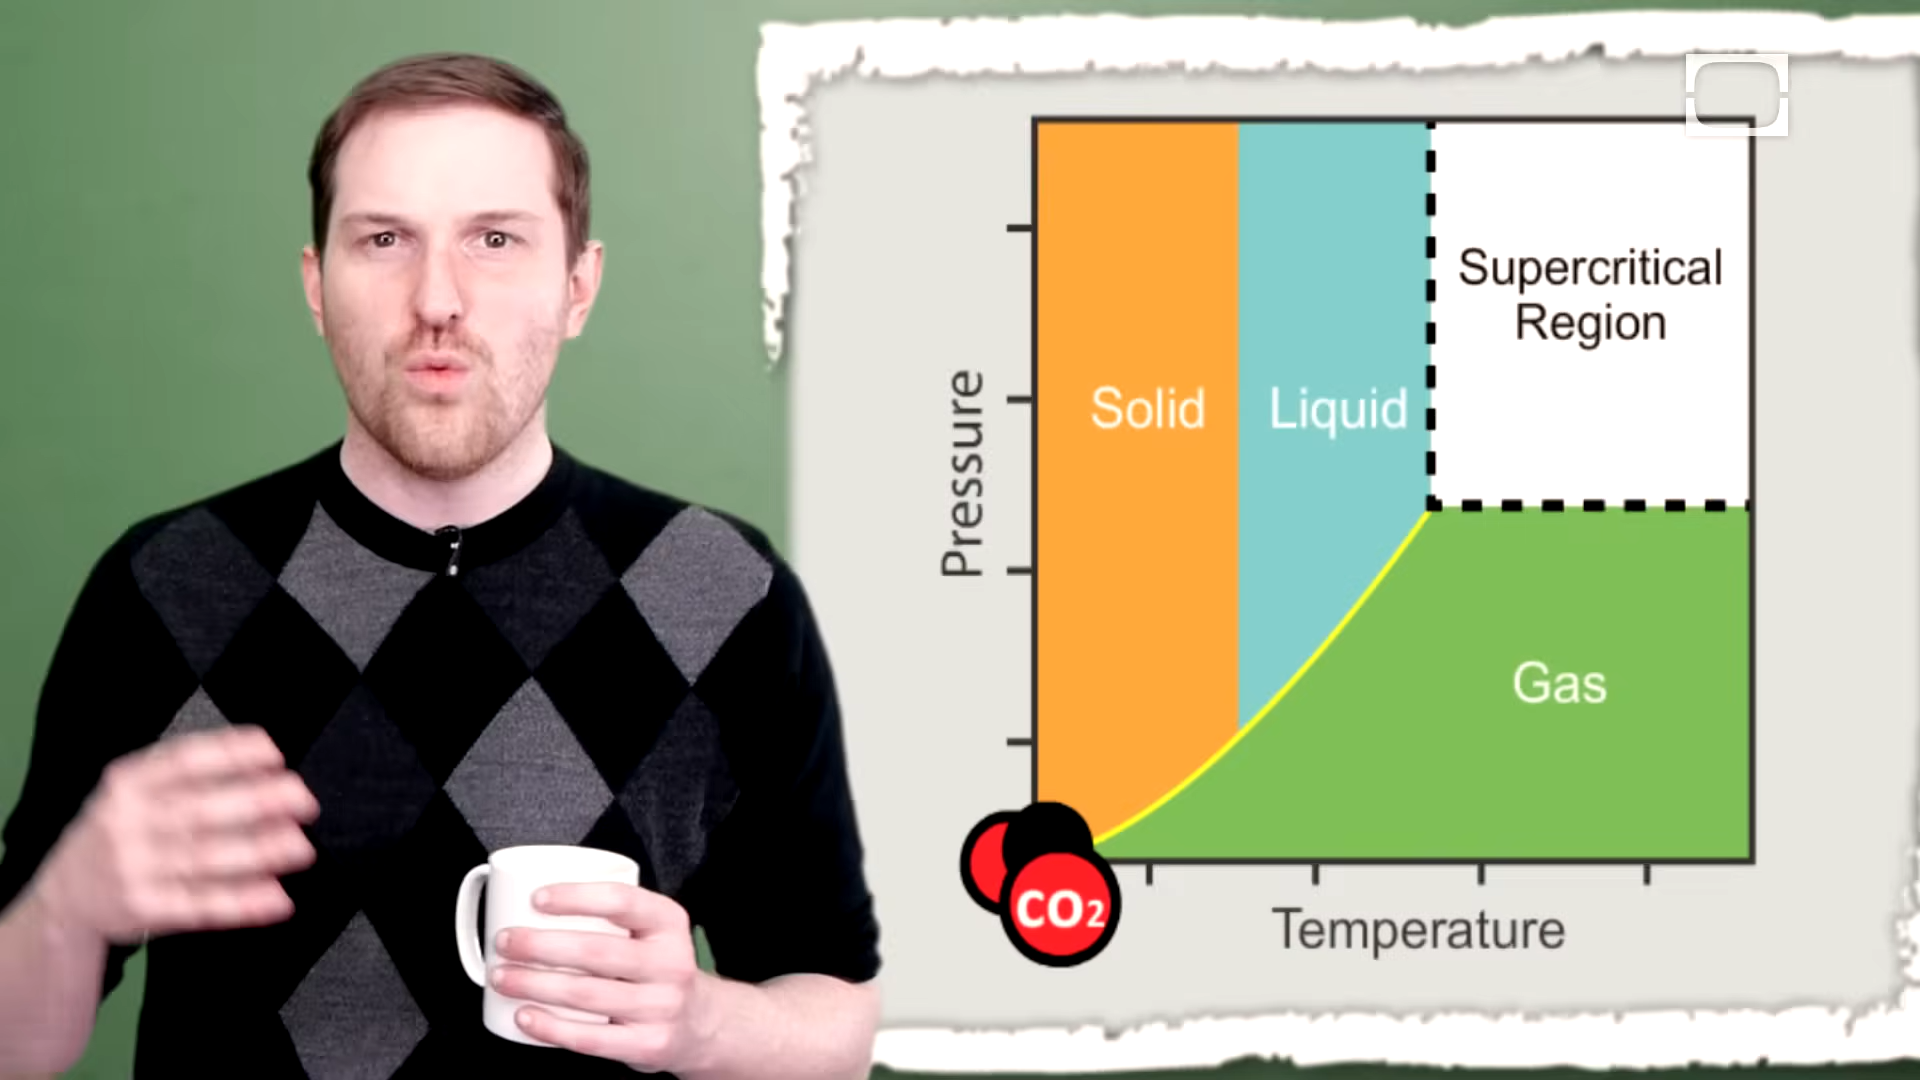 Supercritical
Region
Solid
Liquid
Pressure
Gas
CO2
Temperature